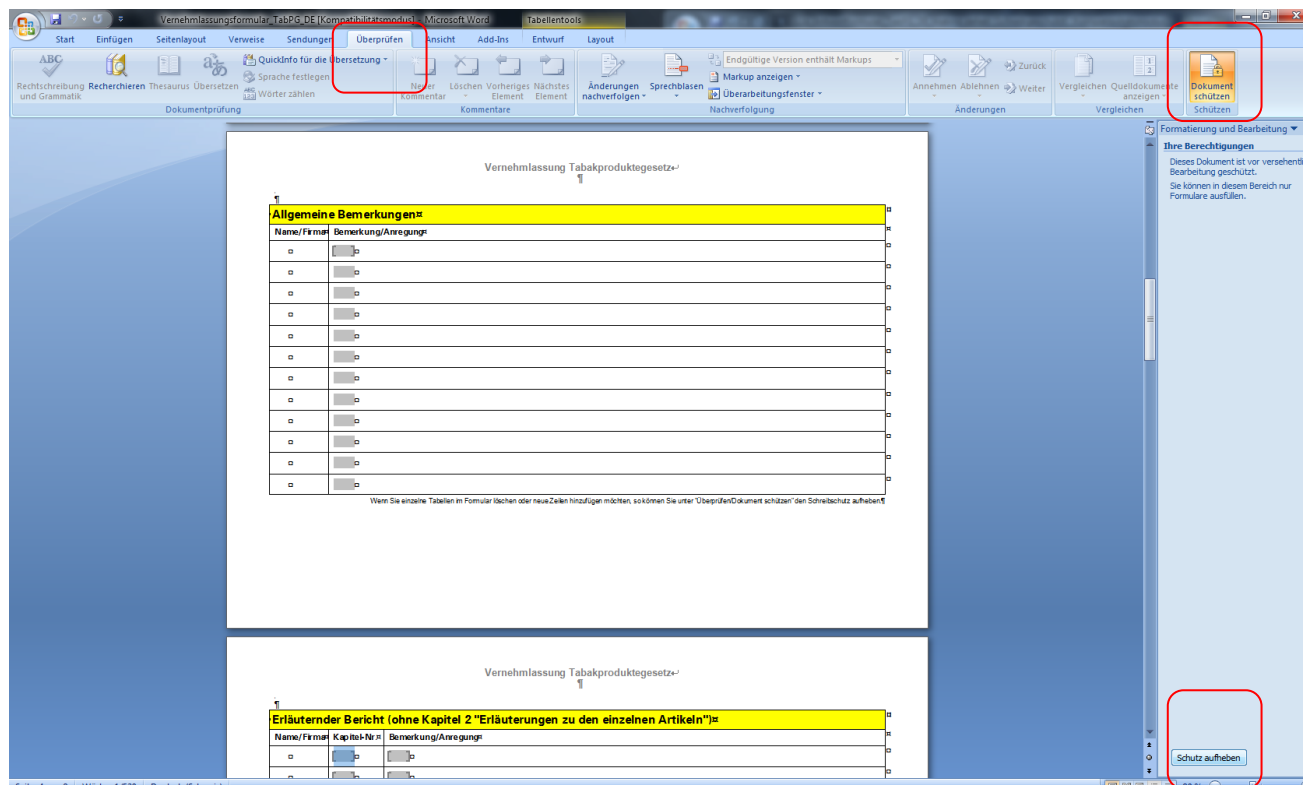 Vernehmlassungsformular_TabPG_DE [Kompatibilitätsmodus] - Microsoft Word Tabellentools
Start Einfügen Seitenlayout Verweise Sendungen Überprüfen Ansicht Add-Ins Entwurf Layout
ABC Rechtschreibung und Grammatik
Recherchieren Thesaurus Übersetzen
QuickInfo für die Übersetzung
Sprache festlegen
Wörter zählen
Neuer Kommentar
Löschen Vorheriges Element Nächstes Element
Änderungen nachverfolgen
Sprechblasen
Endgültige Version enthält Markups
Markup anzeigen
Überarbeitungsfenster
Annehmen Ablehnen
Zurück
Weiter
Vergleichen Quelldokumente anzeigen
Dokument schützen
Dokumentprüfung Kommentare Nachverfolgung Änderungen Vergleichen Schützen
Formatierung und Bearbeitung
Ihre Berechtigungen
Dieses Dokument ist vor versehentl
Bearbeitung geschützt.
Sie können in diesem Bereich nur
Formulare ausfüllen.
Vernehmlassung Tabakproduktegesetz↵
¶
¶
Allgemeine Bemerkungen¤
Name/Firma¤ Bemerkung/Anregung¤
Wenn Sie einzelne Tabellen im Formular löschen oder neue Zeilen hinzufügen möchten, so können Sie unter "Überprüfen/Dokument schützen" den Schreibschutz aufheben.¶
Vernehmlassung Tabakproduktegesetz↵
¶
¶
Erläuternder Bericht (ohne Kapitel 2 "Erläuterungen zu den einzelnen Artikeln")¤
Name/Firma¤ Kapitel-Nr.¤ Bemerkung/Anregung¤
Schutz aufheben